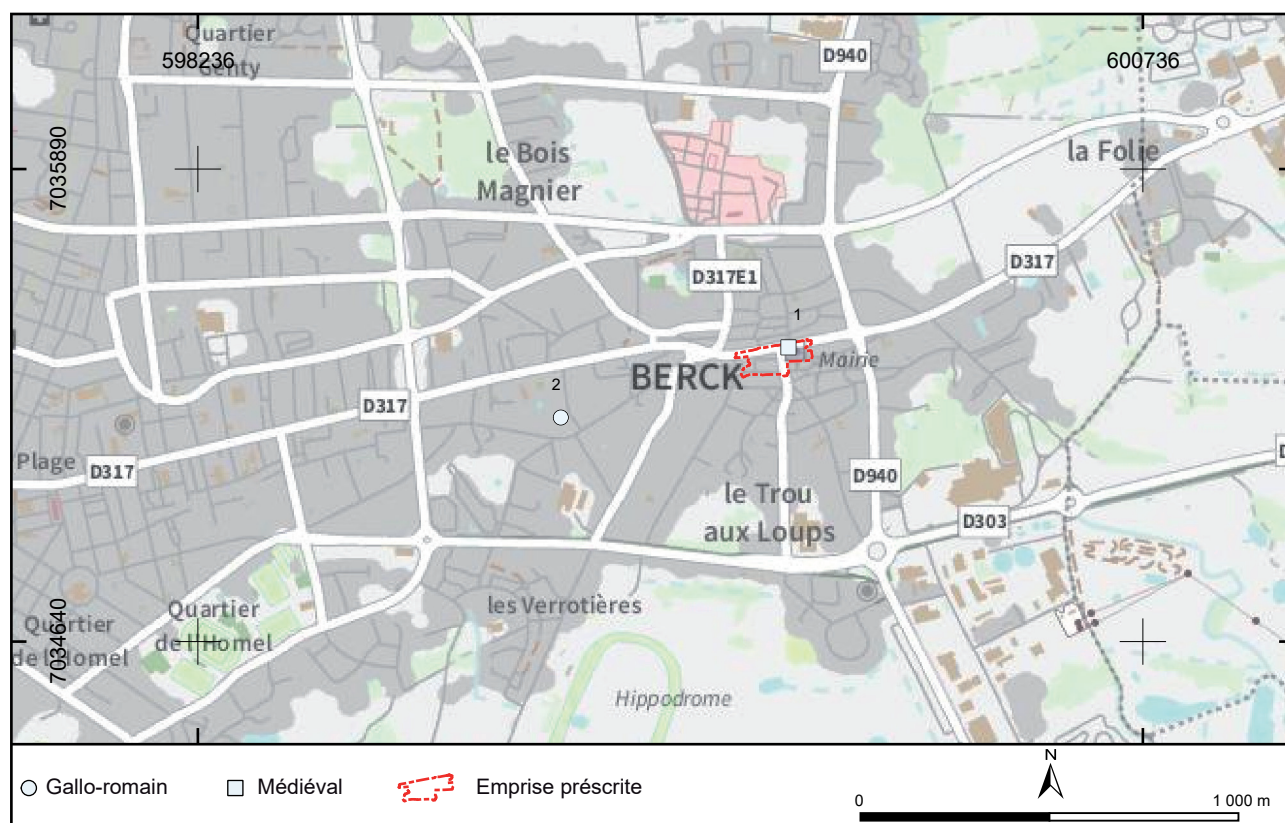 Quartier
Genty
598236
D940
600736
7035890
le Bois
Magnier
la Folie
D317E1
D317
1
Mairie
BERCK
2
D317
Plage
D317
D940
le Trou
aux Loups
D303
les Verrotières
Quartier
de l'Homel
Quartier
de l'Homel
7034640
Hippodrome
Gallo-romain
Médiéval
Emprise préscrite
N
0
1 000 m